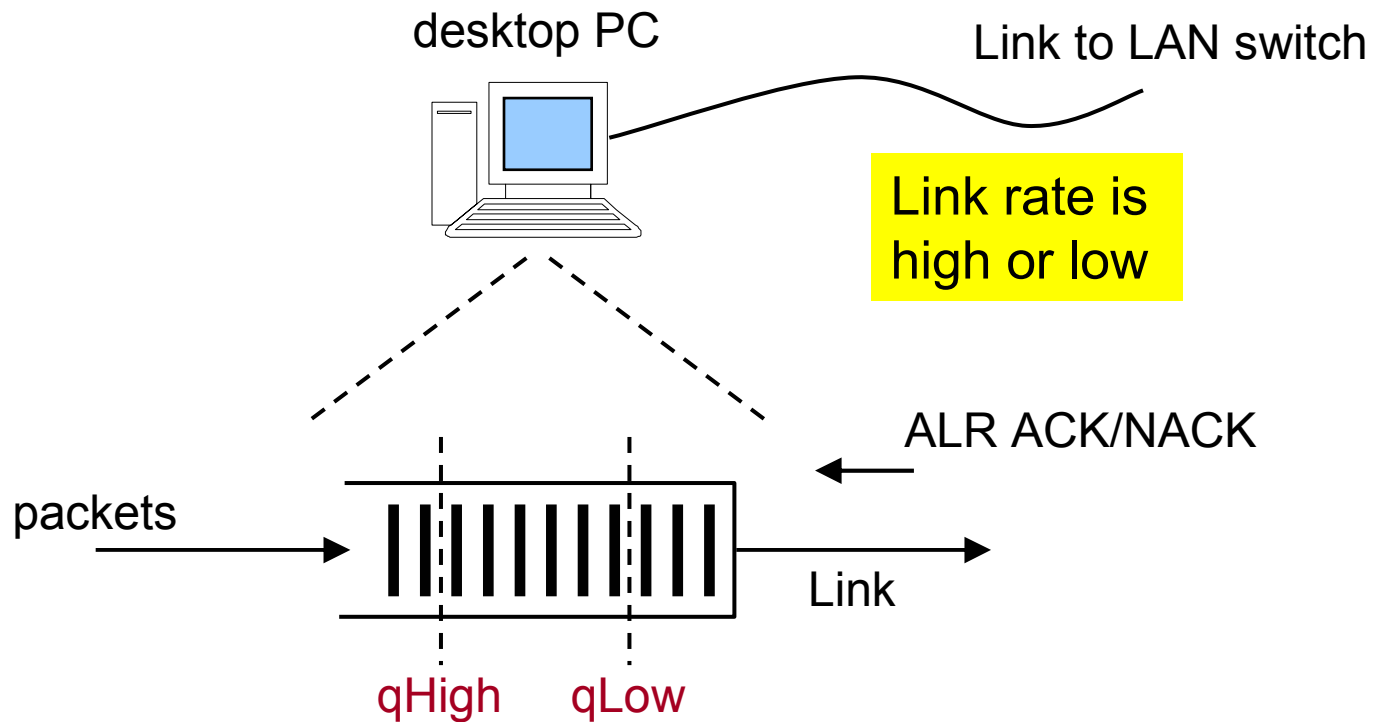 desktop PC
Link to LAN switch
Link rate is
high or low
ALR ACK/NACK
packets
Link
qHigh
qLow